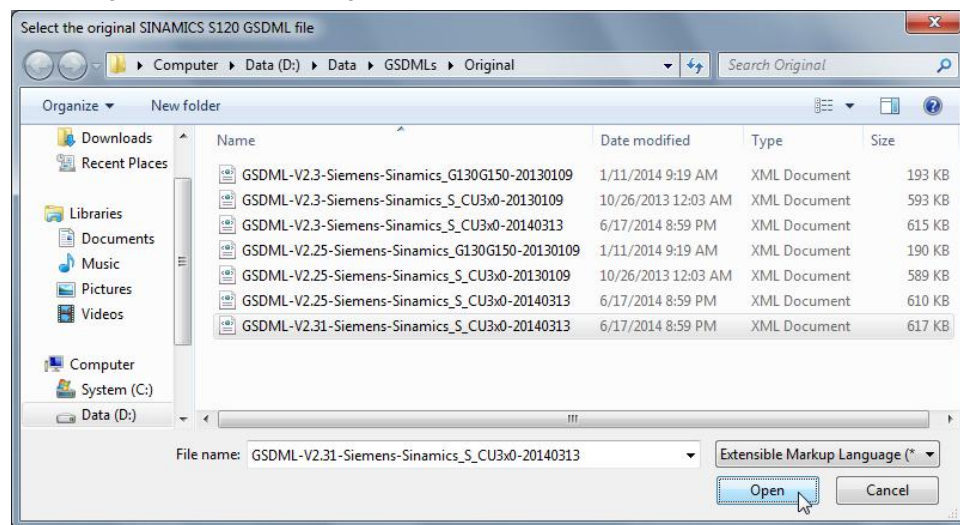 Select the original SINAMICS S120 GSDML file
Computer Data (D:) Data GSDMLs Original Search Original
Organize New folder
Downloads
Recent Places
Libraries
Documents
Music
Pictures
Videos
Computer
System (C:)
Data (D:)
Name Date modified Type Size
GSDML-V2.3-Siemens-Sinamics_G130G150-20130109 1/11/2014 9:19 AM XML Document 193 KB
GSDML-V2.3-Siemens-Sinamics_S_CU3x0-20130109 10/26/2013 12:03 AM XML Document 593 KB
GSDML-V2.3-Siemens-Sinamics_S_CU3x0-20140313 6/17/2014 8:59 PM XML Document 615 KB
GSDML-V2.25-Siemens-Sinamics_G130G150-20130109 1/11/2014 9:19 AM XML Document 190 KB
GSDML-V2.25-Siemens-Sinamics_S_CU3x0-20130109 10/26/2013 12:03 AM XML Document 589 KB
GSDML-V2.25-Siemens-Sinamics_S_CU3x0-20140313 6/17/2014 8:59 PM XML Document 610 KB
GSDML-V2.31-Siemens-Sinamics_S_CU3x0-20140313 6/17/2014 8:59 PM XML Document 617 KB
File name: GSDML-V2.31-Siemens-Sinamics_S_CU3x0-20140313 Extensible Markup Language (*
Open Cancel